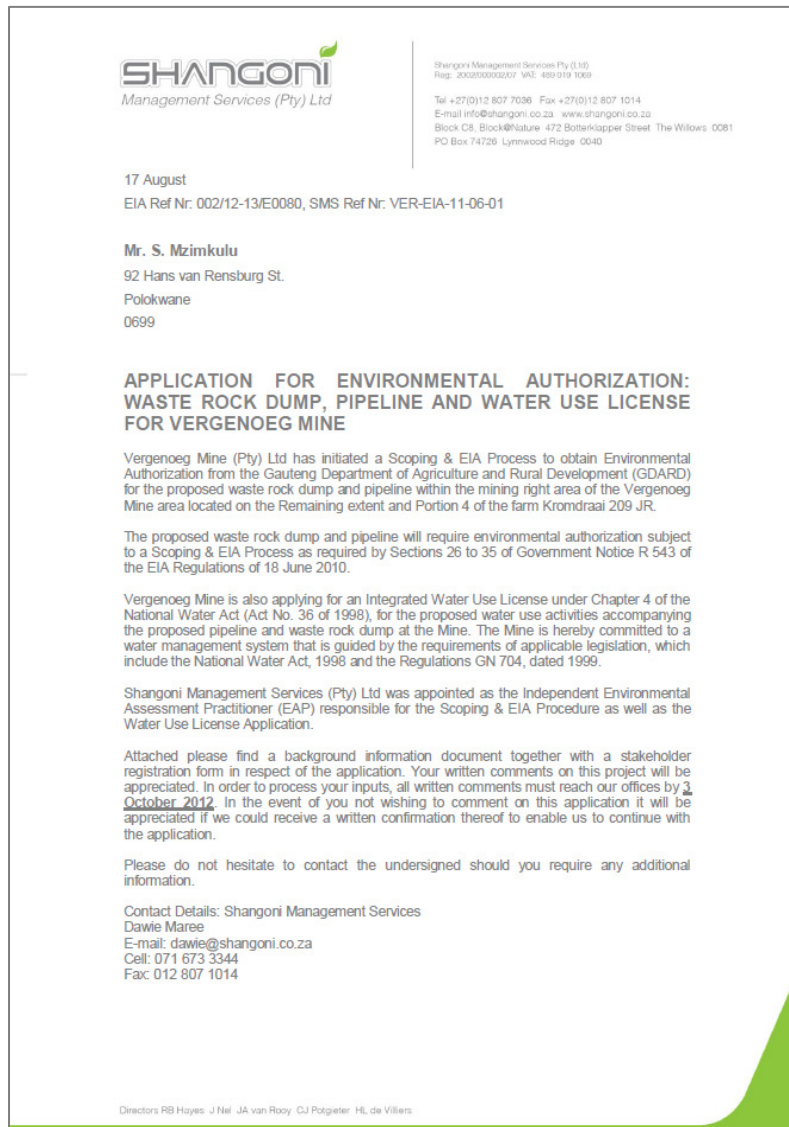 SHANGONI
Management Services (Pty) Ltd
Shangoni Management Services Pty (Ltd)
Reg: 2002/000002/07 VAT: 489 019 1069
Tel +27(0)12 807 7036 Fax +27(0)12 807 1014
E-mail info@shangoni.co.za www.shangoni.co.za
Block C8, Block@Nature 472 Botterklapper Street The Willows 0081
PO Box 74726 Lynnwood Ridge 0040
17 August
EIA Ref Nr: 002/12-13/E0080, SMS Ref Nr: VER-EIA-11-06-01
Mr. S. Mzimkulu
92 Hans van Rensburg St.
Polokwane
0699
APPLICATION FOR ENVIRONMENTAL AUTHORIZATION:
WASTE ROCK DUMP, PIPELINE AND WATER USE LICENSE
FOR VERGENOEG MINE
Vergenoeg Mine (Pty) Ltd has initiated a Scoping & EIA Process to obtain Environmental
Authorization from the Gauteng Department of Agriculture and Rural Development (GDARD)
for the proposed waste rock dump and pipeline within the mining right area of the Vergenoeg
Mine area located on the Remaining extent and Portion 4 of the farm Kromdraai 209 JR.
The proposed waste rock dump and pipeline will require environmental authorization subject
to a Scoping & EIA Process as required by Sections 26 to 35 of Government Notice R 543 of
the EIA Regulations of 18 June 2010.
Vergenoeg Mine is also applying for an Integrated Water Use License under Chapter 4 of the
National Water Act (Act No. 36 of 1998), for the proposed water use activities accompanying
the proposed pipeline and waste rock dump at the Mine. The Mine is hereby committed to a
water management system that is guided by the requirements of applicable legislation, which
include the National Water Act, 1998 and the Regulations GN 704, dated 1999.
Shangoni Management Services (Pty) Ltd was appointed as the Independent Environmental
Assessment Practitioner (EAP) responsible for the Scoping & EIA Procedure as well as the
Water Use License Application.
Attached please find a background information document together with a stakeholder
registration form in respect of the application. Your written comments on this project will be
appreciated. In order to process your inputs, all written comments must reach our offices by 3
October 2012. In the event of you not wishing to comment on this application it will be
appreciated if we could receive a written confirmation thereof to enable us to continue with
the application.
Please do not hesitate to contact the undersigned should you require any additional
information.
Contact Details: Shangoni Management Services
Dawie Maree
E-mail: dawie@shangoni.co.za
Cell: 071 673 3344
Fax: 012 807 1014
Directors RB Hayes J Nel JA van Rooy CJ Potgieter HL de Villiers